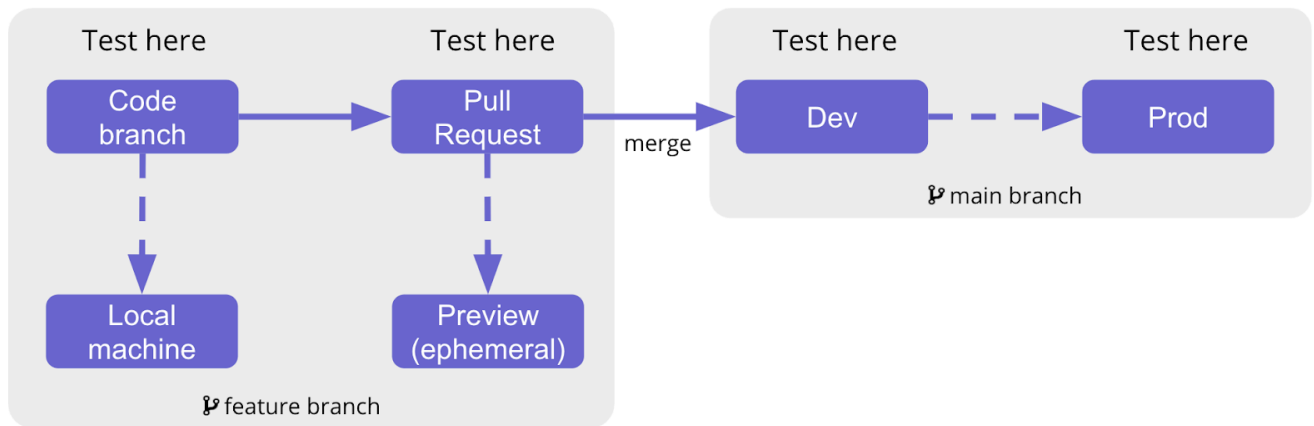 Test here
Test here
Test here
Test here
Code
branch
Pull
Request
merge
Dev
Prod
main branch
Local
machine
Preview
(ephemeral)
feature branch